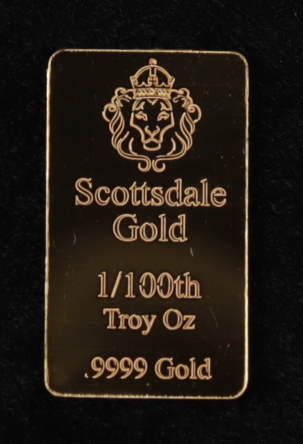 Scottsdale
Gold
1/100th
Troy Oz
.9999 Gold